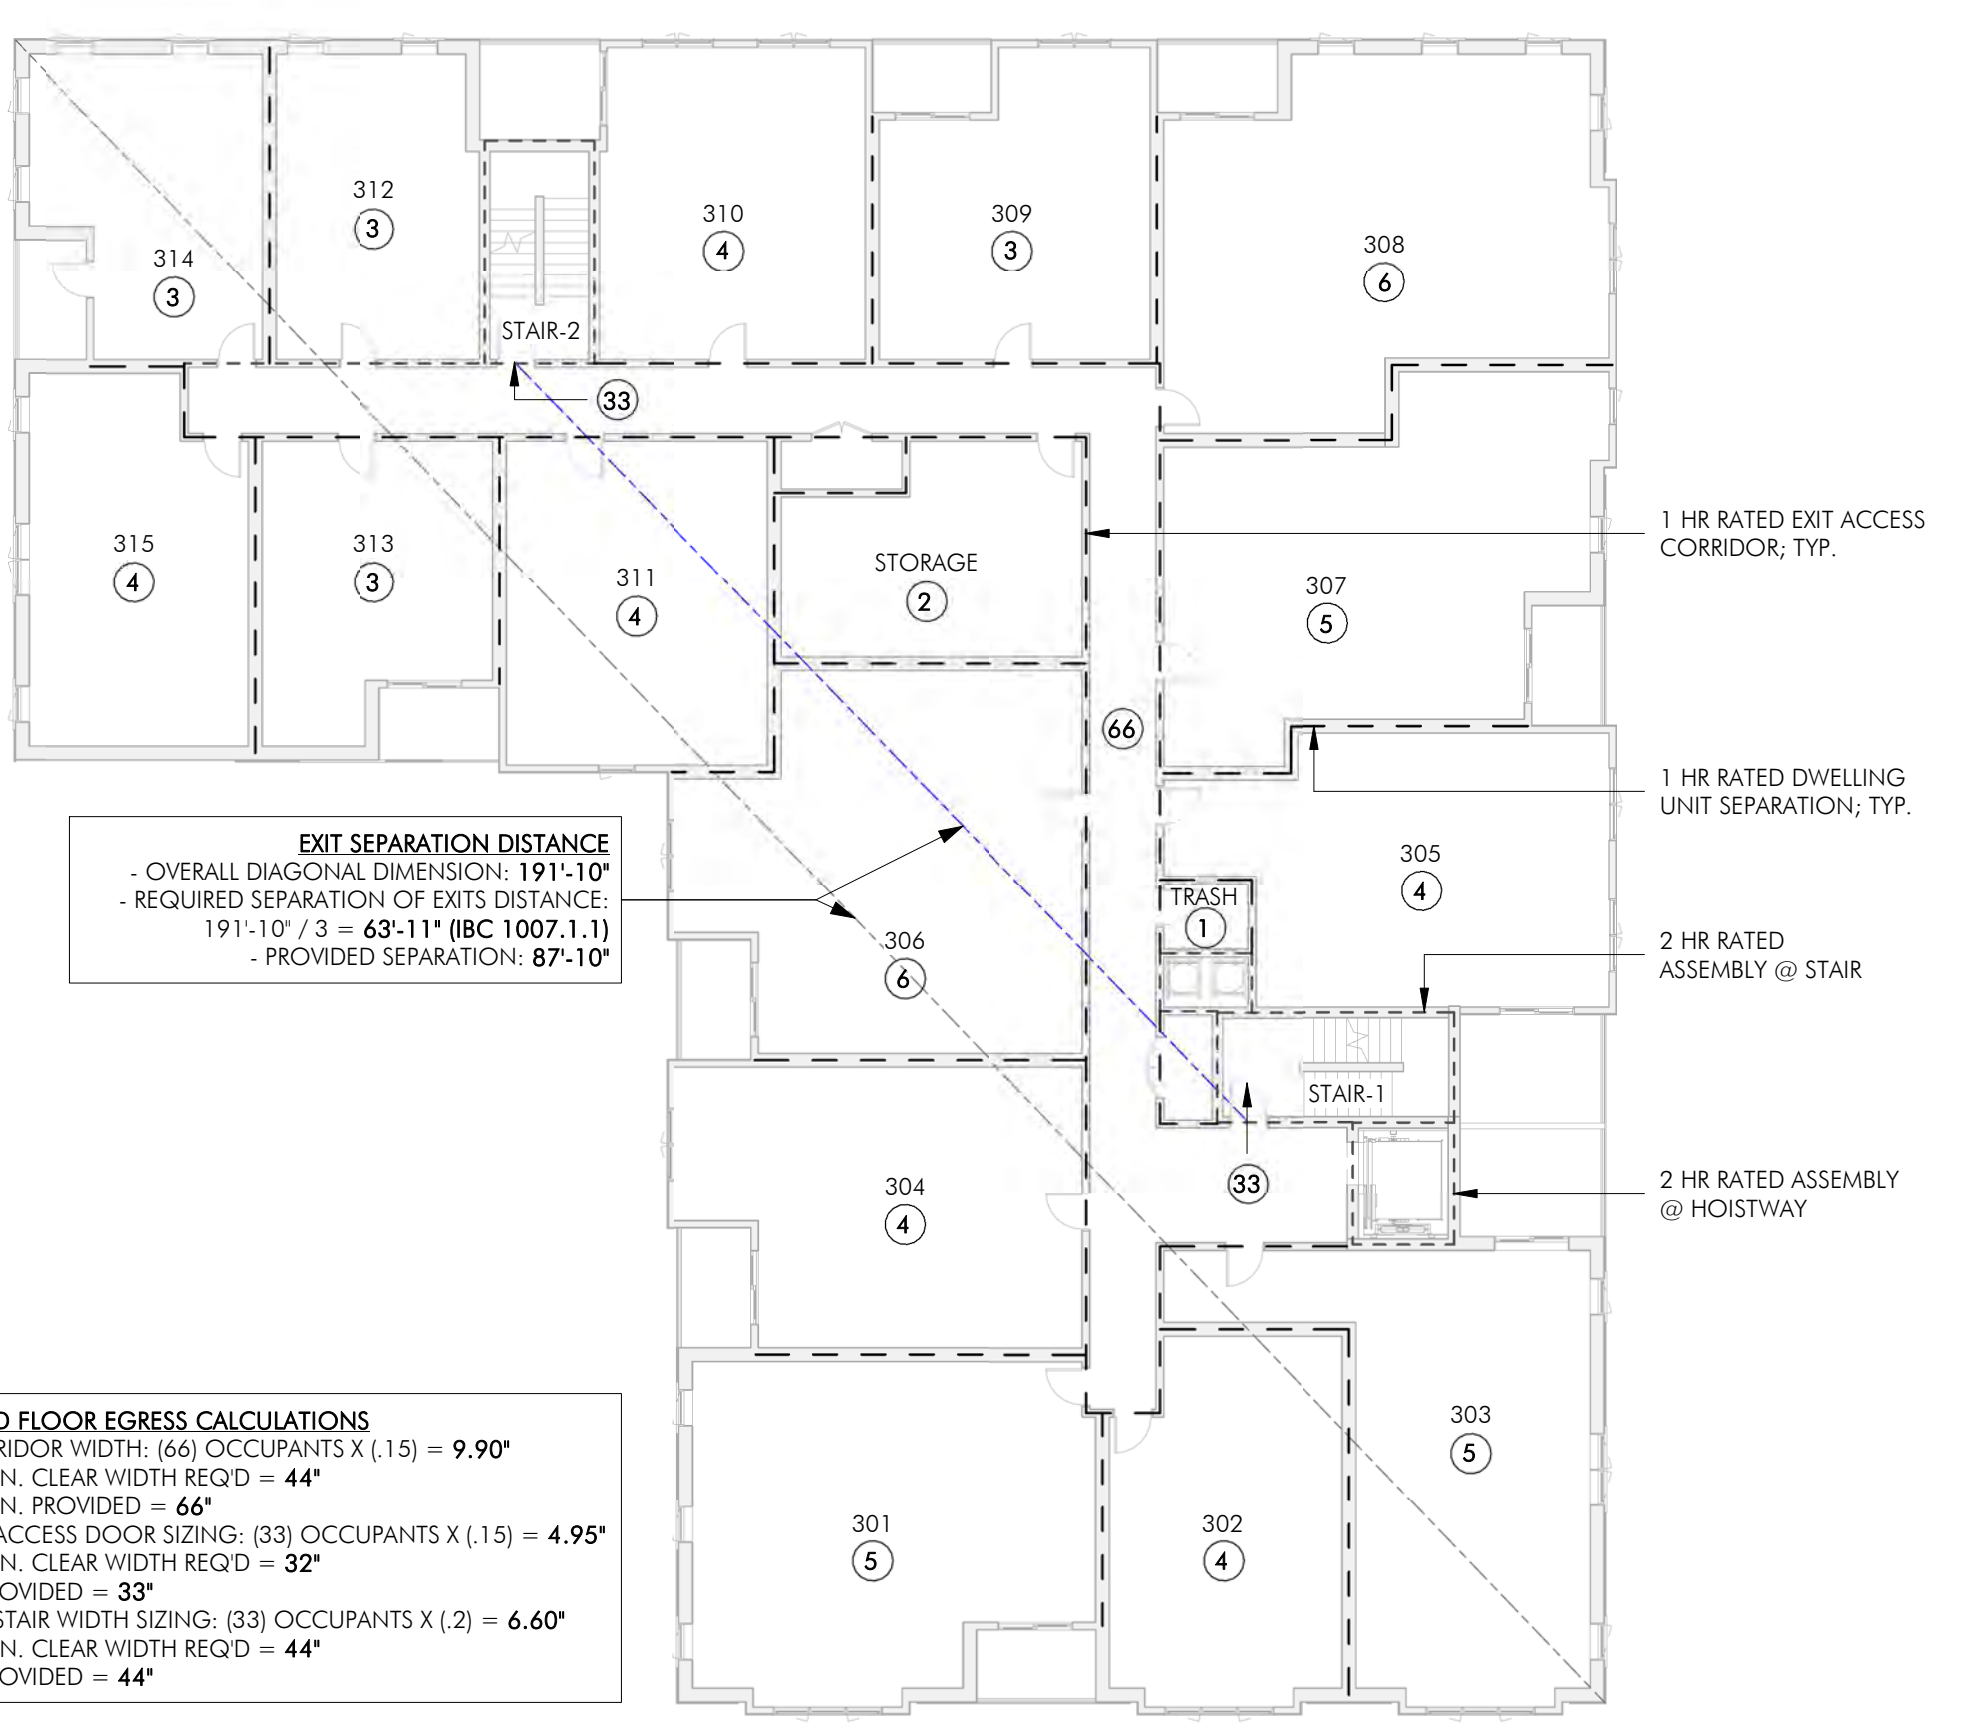 312
3
310
4
309
3
308
6
314
3
STAIR-2
33
315
4
313
3
311
4
STORAGE
2
307
5
1 HR RATED EXIT ACCESS
CORRIDOR; TYP.
66
1 HR RATED DWELLING
UNIT SEPARATION; TYP.
EXIT SEPARATION DISTANCE
- OVERALL DIAGONAL DIMENSION: 191'-10"
- REQUIRED SEPARATION OF EXITS DISTANCE:
191'-10" / 3 = 63'-11" (IBC 1007.1.1)
- PROVIDED SEPARATION: 87'-10"
305
4
TRASH
1
306
6
2 HR RATED
ASSEMBLY @ STAIR
STAIR-1
33
304
4
2 HR RATED ASSEMBLY
@ HOISTWAY
D FLOOR EGRESS CALCULATIONS
RIDOR WIDTH: (66) OCCUPANTS X (.15) = 9.90"
N. CLEAR WIDTH REQ'D = 44"
N. PROVIDED = 66"
ACCESS DOOR SIZING: (33) OCCUPANTS X (.15) = 4.95"
N. CLEAR WIDTH REQ'D = 32"
OVIDED = 33"
STAIR WIDTH SIZING: (33) OCCUPANTS X (.2) = 6.60"
N. CLEAR WIDTH REQ'D = 44"
OVIDED = 44"
303
5
301
5
302
4